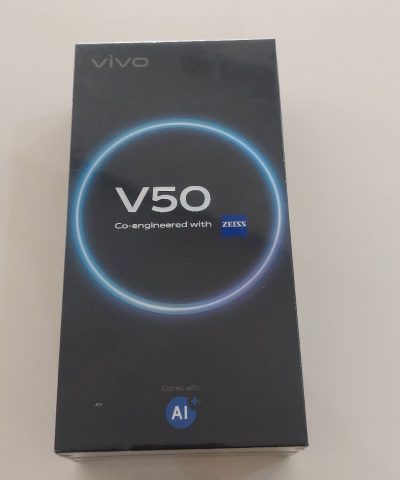 vivo
V50
Co-engineered with ZEISS
Comes with
AI+